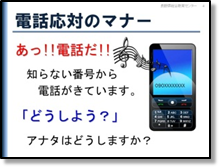 電話応対のマナー
あっ!!電話だ!!
知らない番号から
電話がきています。
「どうしよう?」
アナタはどうしますか?
080XXXXXXXX